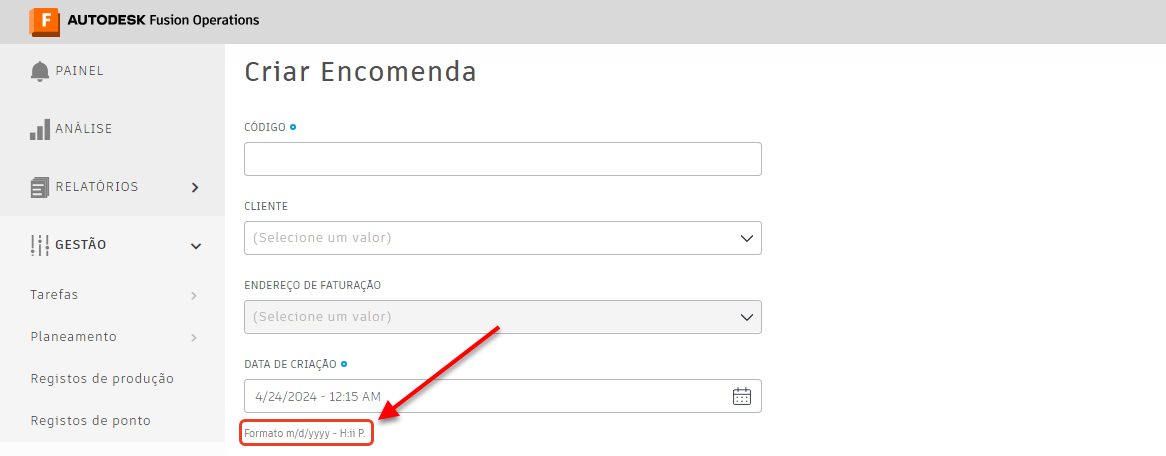 AUTODESK Fusion Operations
PAINEL
ANÁLISE
RELATÓRIOS
GESTÃO
Tarefas
Planeamento
Registos de produção
Registos de ponto
Criar Encomenda
CÓDIGO
CLIENTE
(Selecione um valor)
ENDEREÇO DE FATURAÇÃO
(Selecione um valor)
DATA DE CRIAÇÃO
4/24/2024 - 12:15 AM
Formato m/d/yyyy - H:ii P.